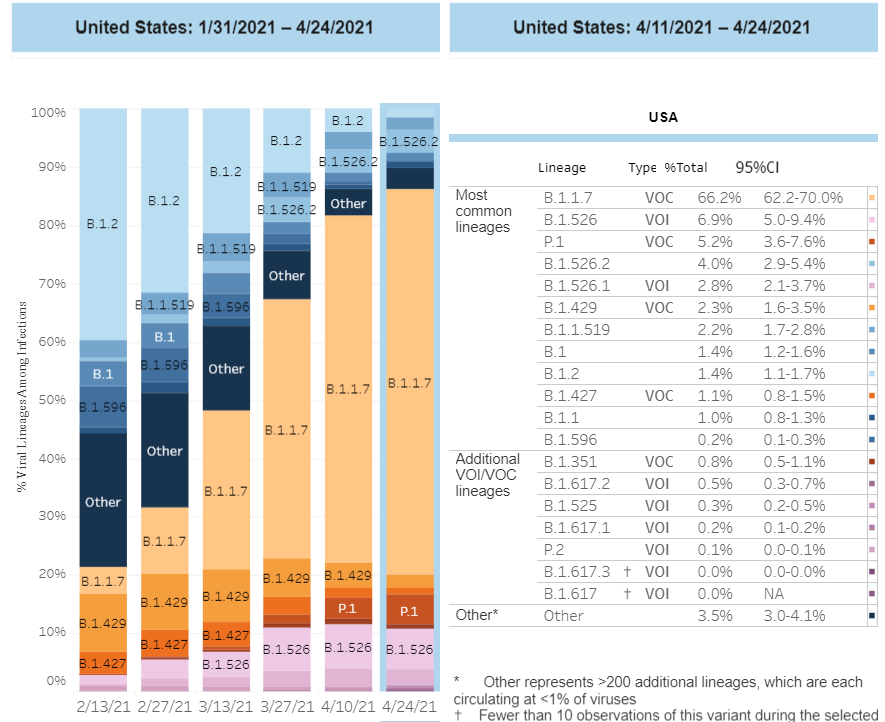 United States: 1/31/2021 – 4/24/2021
United States: 4/11/2021 – 4/24/2021
% Viral Lineages Among Infections
100%
90%
80%
70%
60%
50%
40%
30%
20%
10%
0%
B.1.2
B.1
B.1.596
Other
B.1.1.7
B.1.429
B.1.427
2/13/21
B.1.2
B.1.1.519
B.1
B.1.596
Other
B.1.1.7
B.1.429
B.1.427
2/27/21
B.1.2
B.1.1.519
B.1.596
Other
B.1.1.7
B.1.429
B.1.427
B.1.526
3/13/21
B.1.2
B.1.1.519
B.1.526.2
Other
B.1.1.7
B.1.429
B.1.526
3/27/21
B.1.2
B.1.526.2
Other
B.1.1.7
B.1.429
P.1
B.1.526
4/10/21
B.1.526.2
B.1.1.7
P.1
B.1.526
4/24/21
USA
Lineage Type %Total 95%CI
Most
common
lineages
B.1.1.7 VOC 66.2% 62.2-70.0%
B.1.526 VOI 6.9% 5.0-9.4%
P.1 VOC 5.2% 3.6-7.6%
B.1.526.2 4.0% 2.9-5.4%
B.1.526.1 VOI 2.8% 2.1-3.7%
B.1.429 VOC 2.3% 1.6-3.5%
B.1.1.519 2.2% 1.7-2.8%
B.1 1.4% 1.2-1.6%
B.1.2 1.4% 1.1-1.7%
B.1.427 VOC 1.1% 0.8-1.5%
B.1.1 1.0% 0.8-1.3%
B.1.596 0.2% 0.1-0.3%
Additional
VOI/VOC
lineages
B.1.351 VOC 0.8% 0.5-1.1%
B.1.617.2 VOI 0.5% 0.3-0.7%
B.1.525 VOI 0.3% 0.2-0.5%
B.1.617.1 VOI 0.2% 0.1-0.2%
P.2 VOI 0.1% 0.0-0.1%
B.1.617.3 † VOI 0.0% 0.0-0.0%
B.1.617 † VOI 0.0% NA
Other* Other 3.5% 3.0-4.1%
* Other represents >200 additional lineages, which are each
circulating at <1% of viruses
† Fewer than 10 observations of this variant during the selected